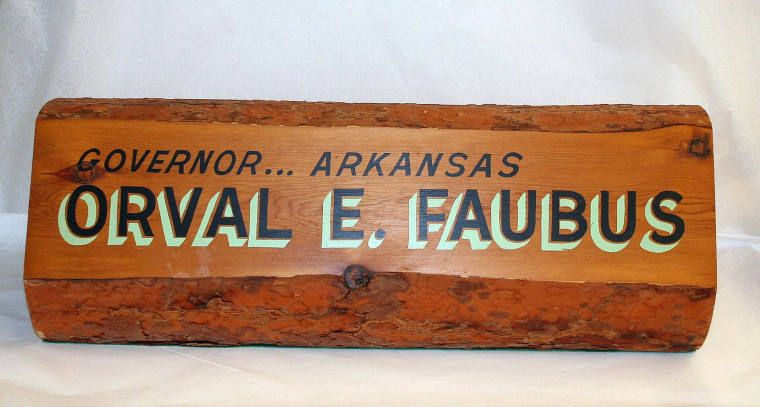 GOVERNOR... ARKANSAS
ORVAL E. FAUBUS